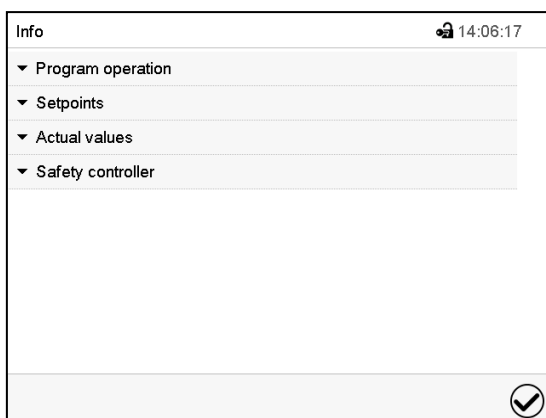 Info 14:06:17
Program operation
Setpoints
Actual values
Safety controller